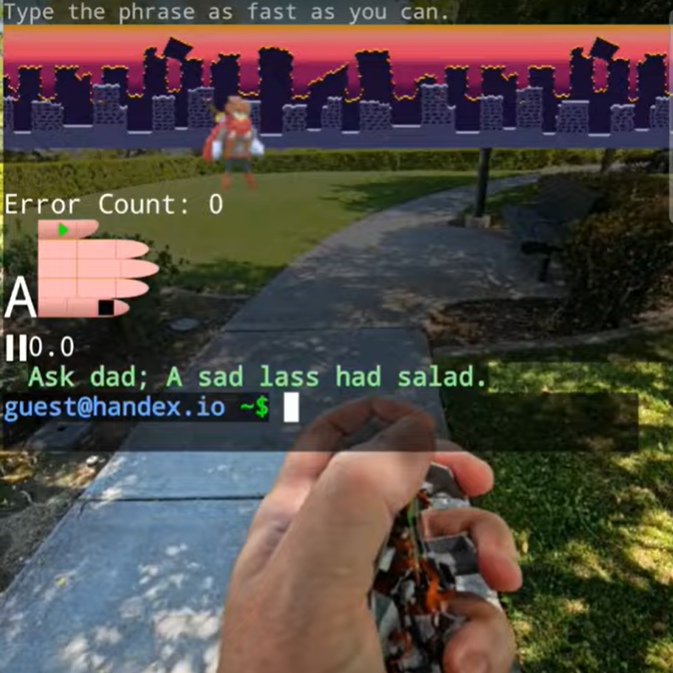 Type the phrase as fast as you can.
Error Count: 0
A
0.0
Ask dad; A sad lass had salad.
guest@handex.io ~$